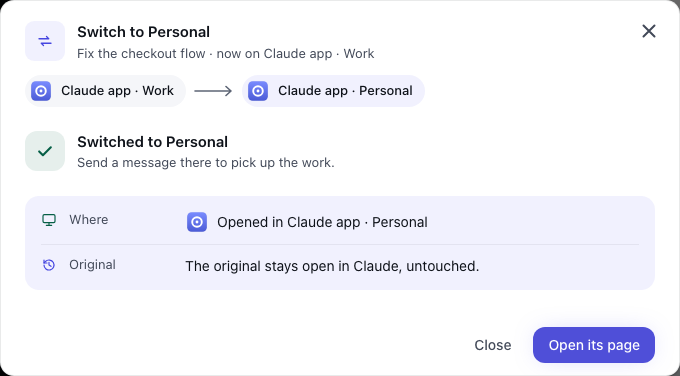 Switch to Personal
Fix the checkout flow · now on Claude app · Work
Claude app · Work
Claude app · Personal
Switched to Personal
Send a message there to pick up the work.
Where
Opened in Claude app · Personal
Original
The original stays open in Claude, untouched.
Close
Open its page